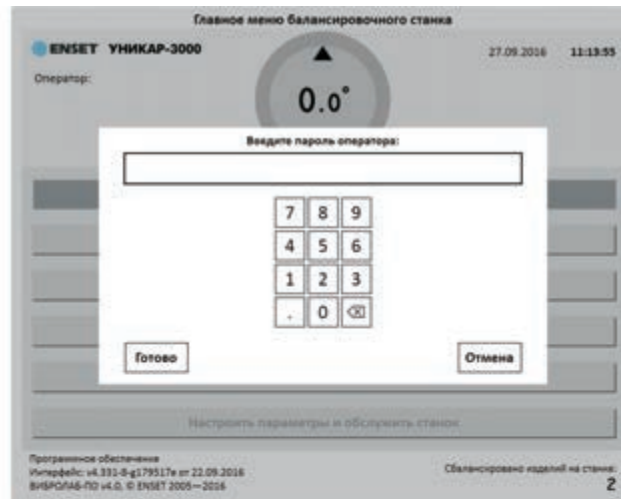 Главное меню балансировочного станка
ENSET УНИКАР-3000
27.09.2016 11:13:55
Оператор:
0.0°
Введите пароль оператора:
7 8 9
4 5 6
1 2 3
. 0 ⌫
Готово
Отмена
Настроить параметры и обслужить станок
Программное обеспечение
Интерфейс: v4.331-8-g179517e от 22.09.2016
ВИБРОЛАБ-ПО v4.0, © ENSET 2005—2016
Сбалансировано изделий на станке:
2